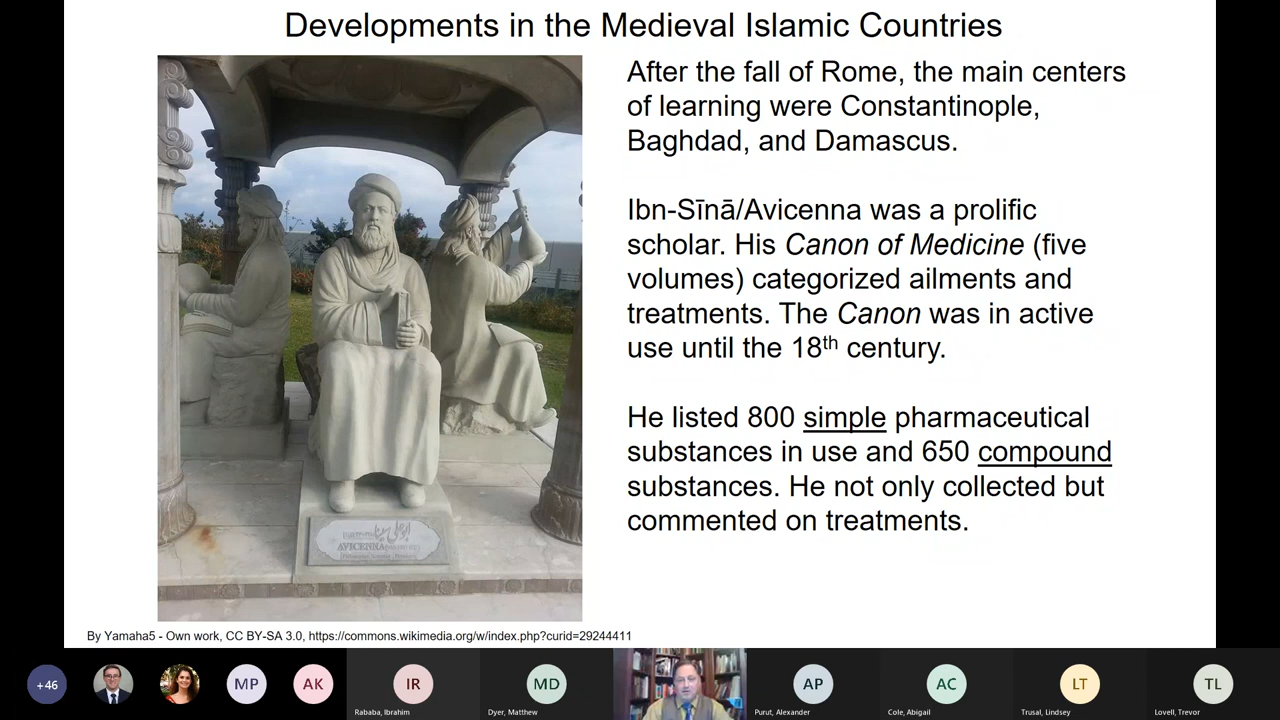 Developments in the Medieval Islamic Countries
After the fall of Rome, the main centers
of learning were Constantinople,
Baghdad, and Damascus.
Ibn-Sīnā/Avicenna was a prolific
scholar. His Canon of Medicine (five
volumes) categorized ailments and
treatments. The Canon was in active
use until the 18th century.
He listed 800 simple pharmaceutical
substances in use and 650 compound
substances. He not only collected but
commented on treatments.
ابوعلی سینا
AVICENNA
By Yamaha5 - Own work, CC BY-SA 3.0, https://commons.wikimedia.org/w/index.php?curid=29244411
+46
MP
AK
IR
MD
AP
AC
LT
TL
Rababa, Ibrahim
Dyer, Matthew
Purut, Alexander
Cole, Abigail
Trusal, Lindsey
Lovell, Trevor